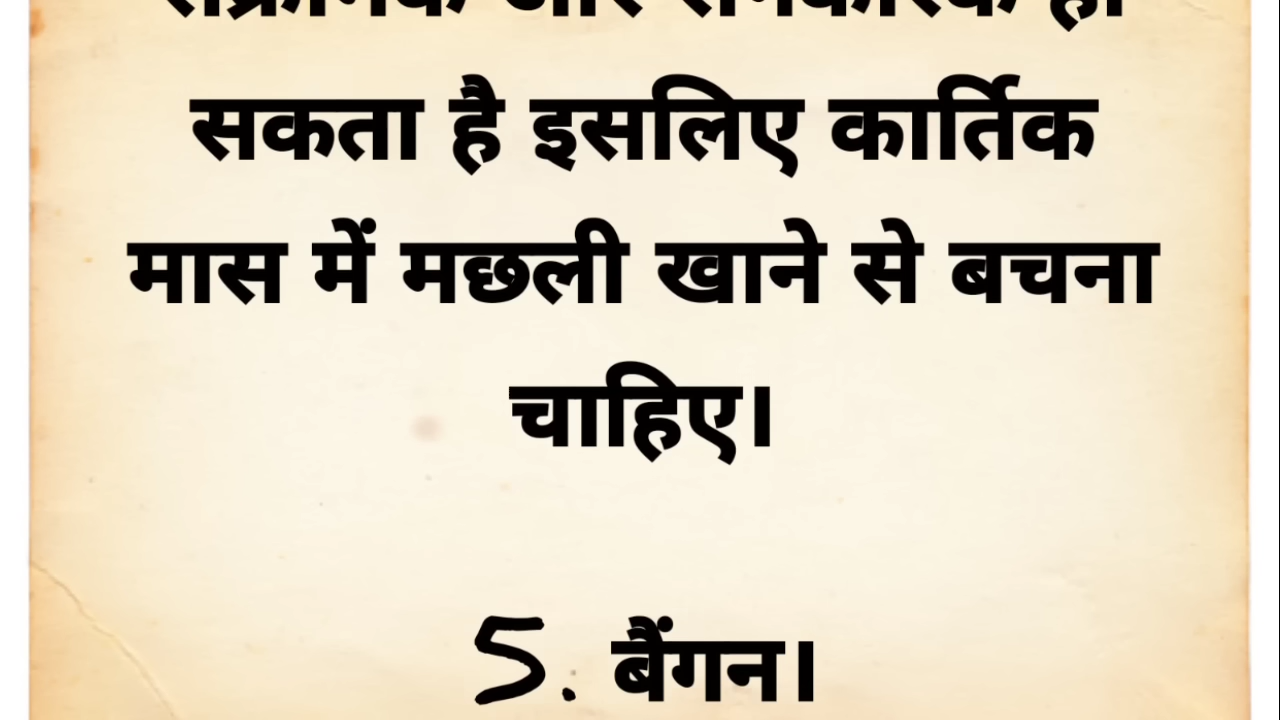 सकता है इसलिए कार्तिक
मास में मछली खाने से बचना
चाहिए।
5. बैंगन।